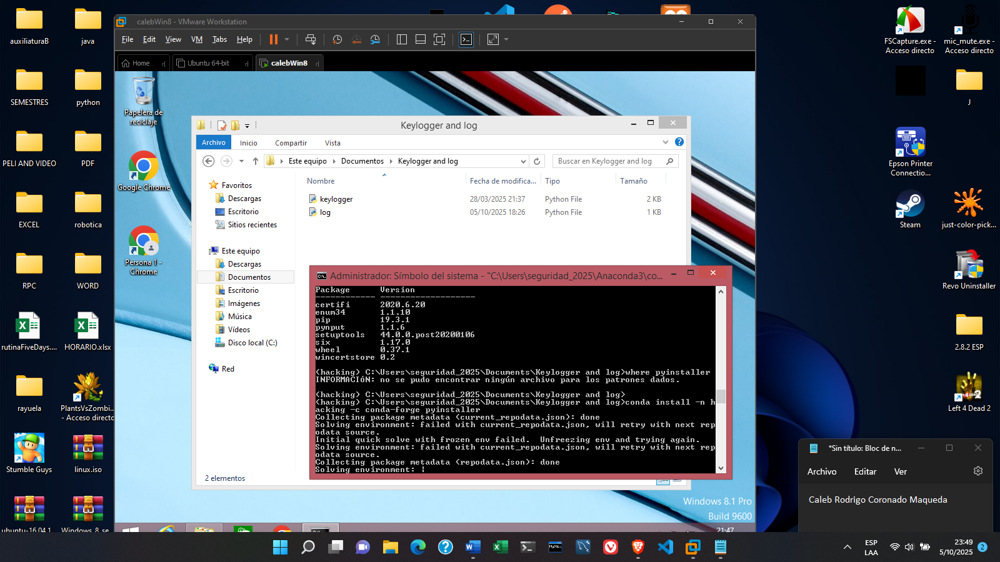 auxiliaturaB
java
SEMESTRES
python
PELI AND VIDEO
PDF
EXCEL
robotica
RPC
WORD
rutinaFiveDays....
HORARIO.xlsx
rayuela
PlantsVsZombi...
- Acceso directo
Stumble Guys
linux.iso
ubuntu-16.04.1
Windows_8_se
calebWin8 - VMware Workstation
File Edit View VM Tabs Help
Home
Ubuntu 64-bit
calebWin8
Papelera de
reciclaje
Google Chrome
Persona 1 -
Chrome
Keylogger and log
Archivo Inicio Compartir Vista
Este equipo Documentos Keylogger and log
Buscar en Keylogger and log
Nombre Fecha de modifica... Tipo Tamaño
keylogger 28/03/2025 21:37 Python File 2 KB
log 05/10/2025 18:26 Python File 1 KB
Favoritos
Descargas
Escritorio
Sitios recientes
Este equipo
Descargas
Documentos
Escritorio
Imágenes
Música
Vídeos
Disco local (C:)
Red
2 elementos
Administrador: Símbolo del sistema - "C:\Users\seguridad_2025\Anaconda3\co...
Package Version
------------ -------------------
certifi 2020.6.20
enum34 1.1.10
pip 19.3.1
pynput 1.1.6
setuptools 44.0.0.post20200106
six 1.17.0
wheel 0.37.1
wincertstore 0.2
(hacking) C:\Users\seguridad_2025\Documents\Keylogger and log>where pyinstaller
INFORMACIÓN: no se pudo encontrar ningún archivo para los patrones dados.
(hacking) C:\Users\seguridad_2025\Documents\Keylogger and log>
(hacking) C:\Users\seguridad_2025\Documents\Keylogger and log>conda install -n h
acking -c conda-forge pyinstaller
Collecting package metadata (current_repodata.json): done
Solving environment: failed with current_repodata.json, will retry with next rep
odata source.
Initial quick solve with frozen env failed.  Unfreezing env and trying again.
Solving environment: failed with current_repodata.json, will retry with next rep
odata source.
Collecting package metadata (repodata.json): done
Solving environment: |
Windows 8.1 Pro
Build 9600
21:47
FSCapture.exe -
Acceso directo
mic_mute.exe -
Acceso directo
J
Epson Printer
Connectio...
Steam
just-color-pick...
Revo Uninstaller
2.8.2 ESP
Left 4 Dead 2
*Sin título: Bloc de n...
Archivo Editar Ver
Caleb Rodrigo Coronado Maqueda
ESP
LAA
23:49
5/10/2025
2